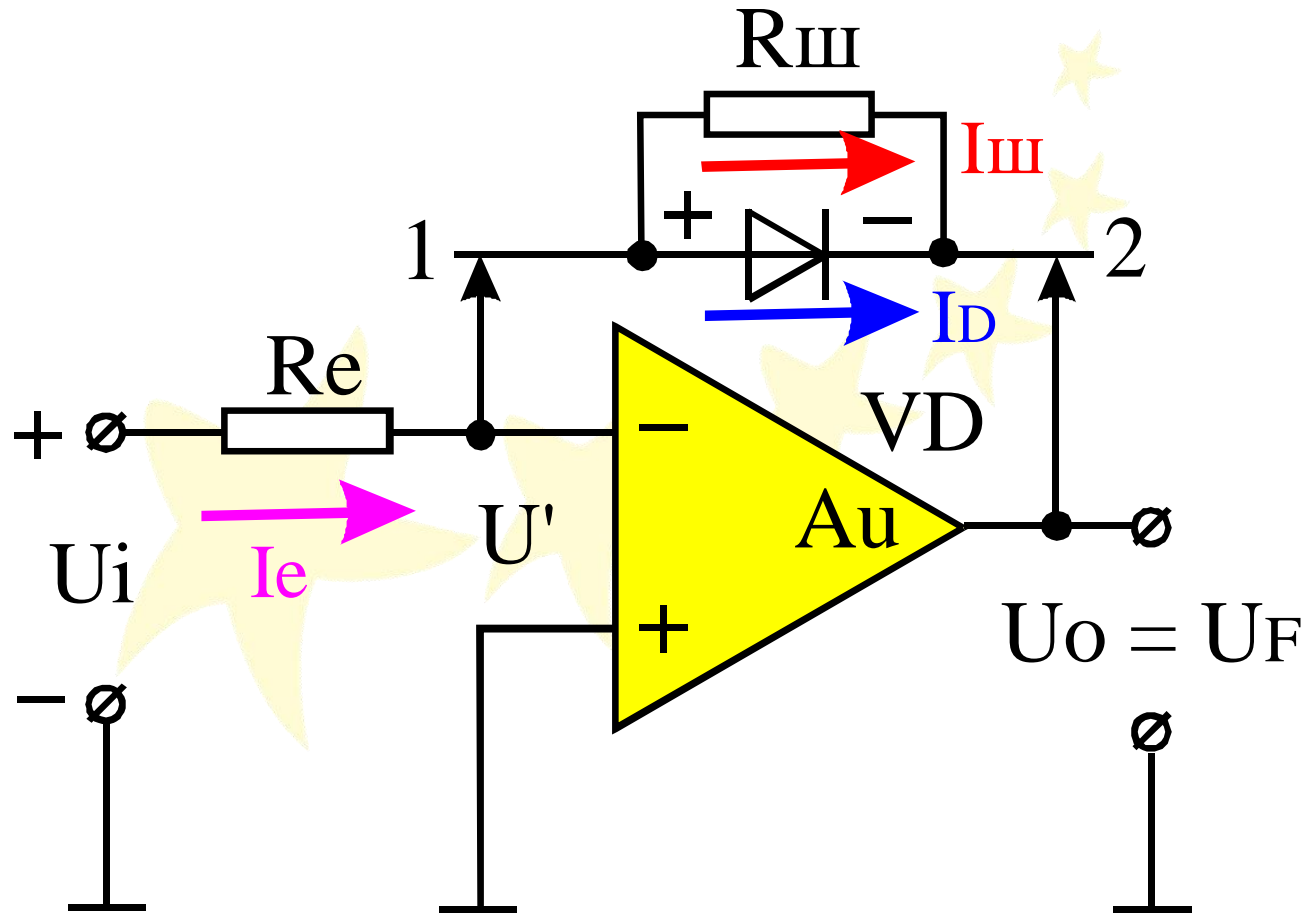 Rш
Iш
+ −
1
2
ID
Re
VD
+
−
U'
Au
Ui
Ie
+
Uo = UF
−